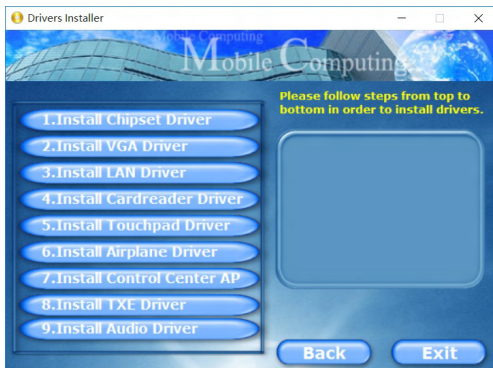 Drivers Installer
Mobile Computing
Mobile Computing
Please follow steps from top to
bottom in order to install drivers.
1.Install Chipset Driver
2.Install VGA Driver
3.Install LAN Driver
4.Install Cardreader Driver
5.Install Touchpad Driver
6.Install Airplane Driver
7.Install Control Center AP
8.Install TXE Driver
9.Install Audio Driver
Back
Exit